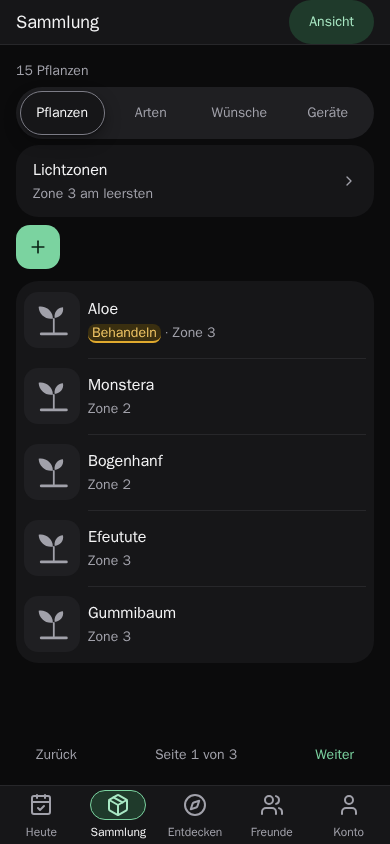 Sammlung
Ansicht
15 Pflanzen
Pflanzen
Arten
Wünsche
Geräte
Lichtzonen
Zone 3 am leersten
Aloe
Behandeln · Zone 3
Monstera
Zone 2
Bogenhanf
Zone 2
Efeutute
Zone 3
Gummibaum
Zone 3
Zurück
Seite 1 von 3
Weiter
Heute
Sammlung
Entdecken
Freunde
Konto